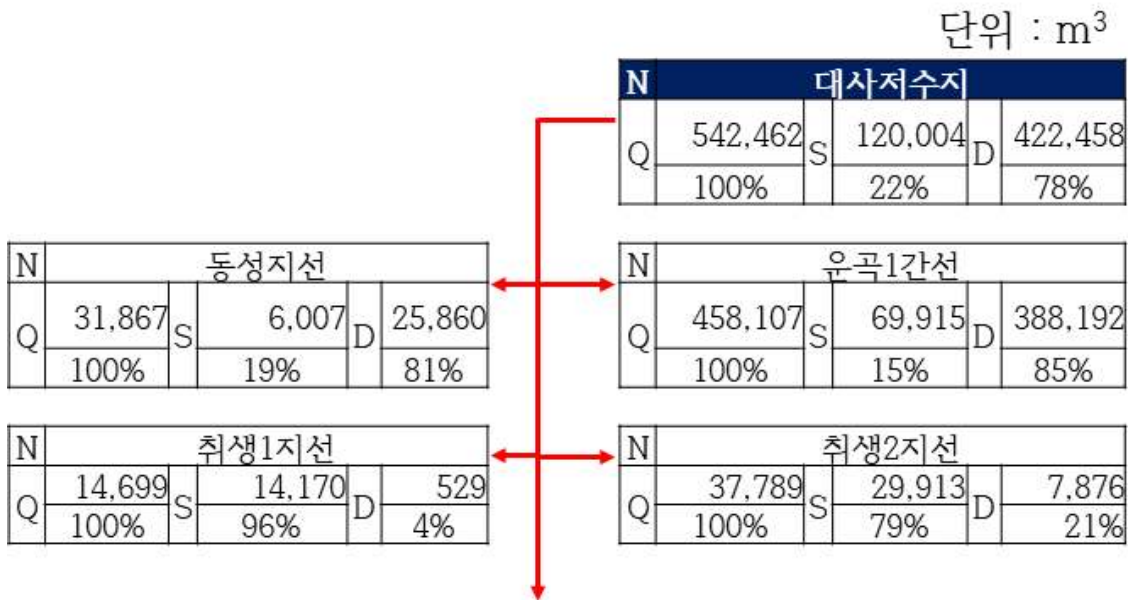 단위 : m³
N 대사저수지
Q 542,462 S 120,004 D 422,458
100% 22% 78%
N 동성지선
Q 31,867 S 6,007 D 25,860
100% 19% 81%
N 운곡1간선
Q 458,107 S 69,915 D 388,192
100% 15% 85%
N 취생1지선
Q 14,699 S 14,170 D 529
100% 96% 4%
N 취생2지선
Q 37,789 S 29,913 D 7,876
100% 79% 21%